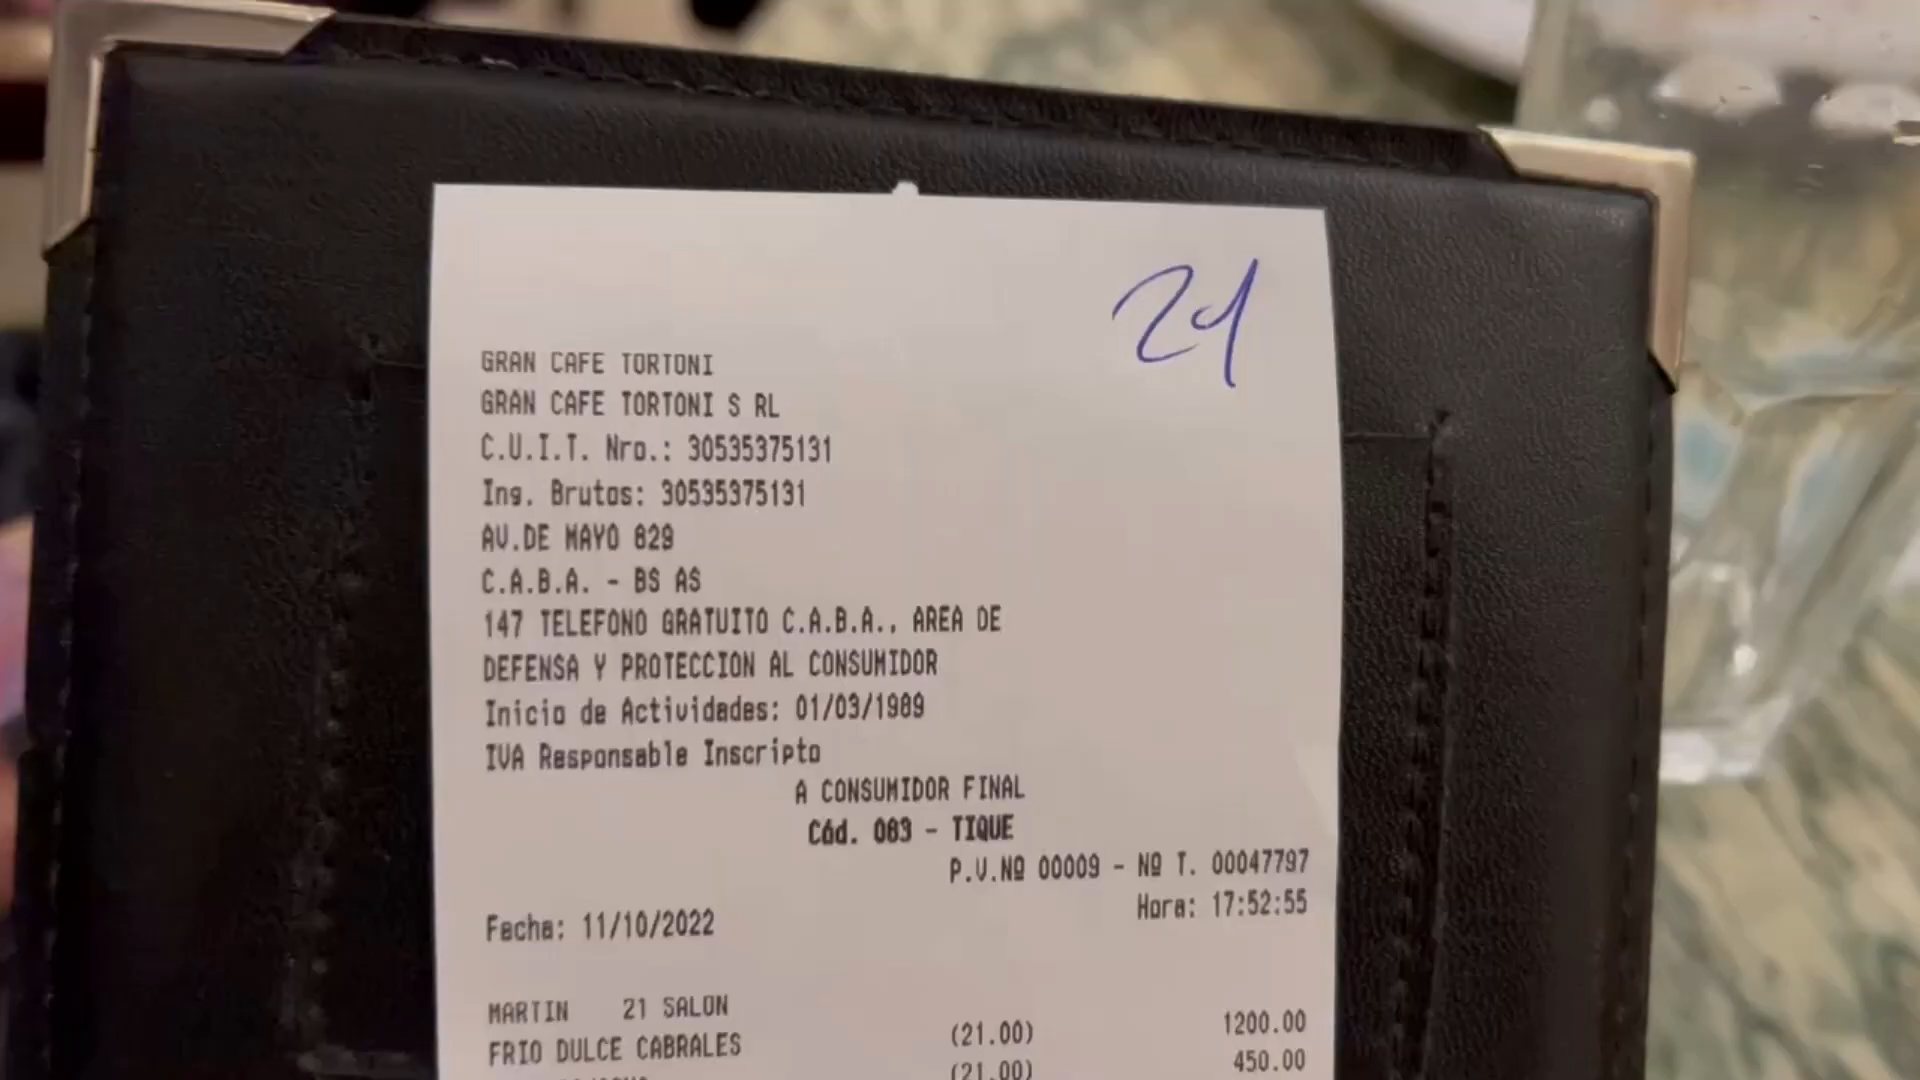 21
GRAN CAFE TORTONI
GRAN CAFE TORTONI S RL
C.U.I.T. Nro.: 30535375131
Ing. Brutos: 30535375131
AV.DE MAYO 829
C.A.B.A. - BS AS
147 TELEFONO GRATUITO C.A.B.A., AREA DE
DEFENSA Y PROTECCION AL CONSUMIDOR
Inicio de Actividades: 01/03/1989
IVA Responsable Inscripto
A CONSUMIDOR FINAL
Cód. 083 - TIQUE
P.V.Nº 00009 - Nº T. 00047797
Fecha: 11/10/2022 Hora: 17:52:55
MARTIN 21 SALON
FRIO DULCE CABRALES (21.00) 1200.00
(21.00) 450.00